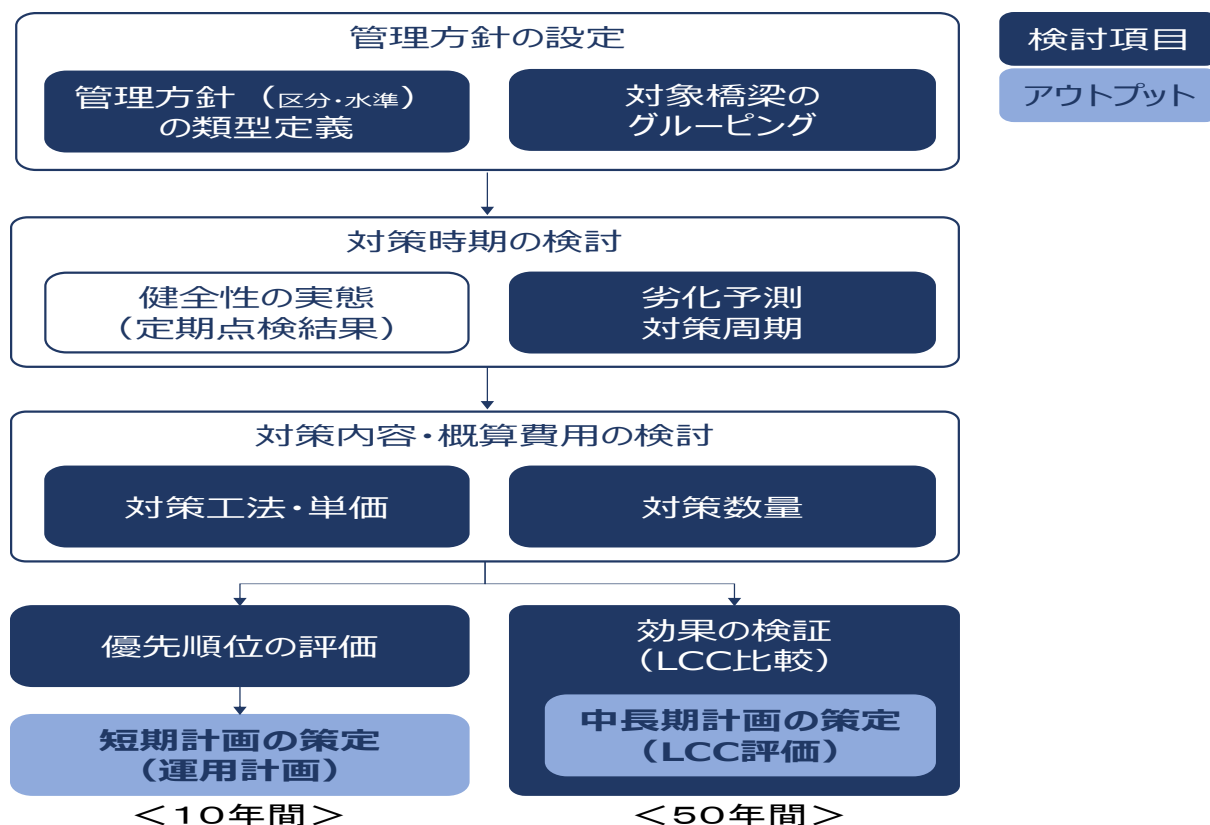 管理方針の設定
検討項目
アウトプット
管理方針（区分・水準）
の類型定義
対象橋梁の
グルーピング
対策時期の検討
健全性の実態
（定期点検結果）
劣化予測
対策周期
対策内容・概算費用の検討
対策工法・単価
対策数量
優先順位の評価
短期計画の策定
（運用計画）
＜10年間＞
効果の検証
（LCC比較）
中長期計画の策定
（LCC評価）
＜50年間＞